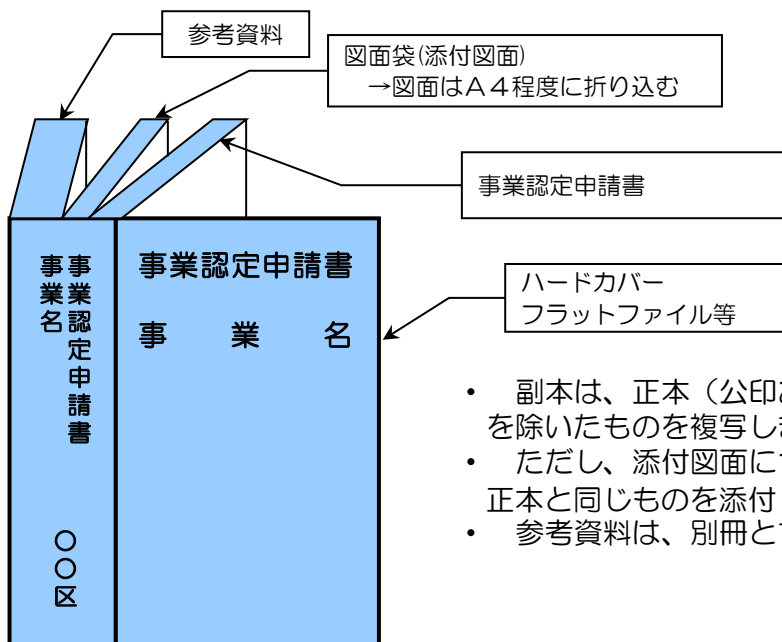 参考資料
図面袋(添付図面)
→図面はA4程度に折り込む
事業認定申請書
ハードカバー
フラットファイル等
事業認定申請書
事業名
事業認定申請書
事業名
〇〇区
・ 副本は、正本（公印
を除いたものを複写し
・ ただし、添付図面に
正本と同じものを添付
・ 参考資料は、別冊と